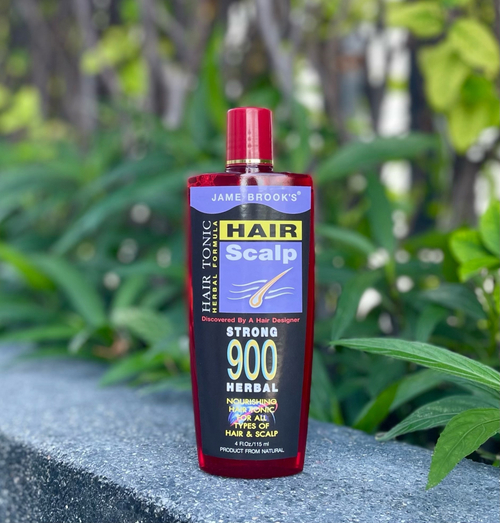 JAME BROOK'S®
HAIR TONIC
HERBAL FORMULA
HAIR
Scalp
Discovered By A Hair Designer
STRONG
900
HERBAL
NOURISHING
HAIR TONIC
FOR ALL
TYPES OF
HAIR & SCALP
4 Fl.Oz/115 ml
PRODUCT FROM NATURAL